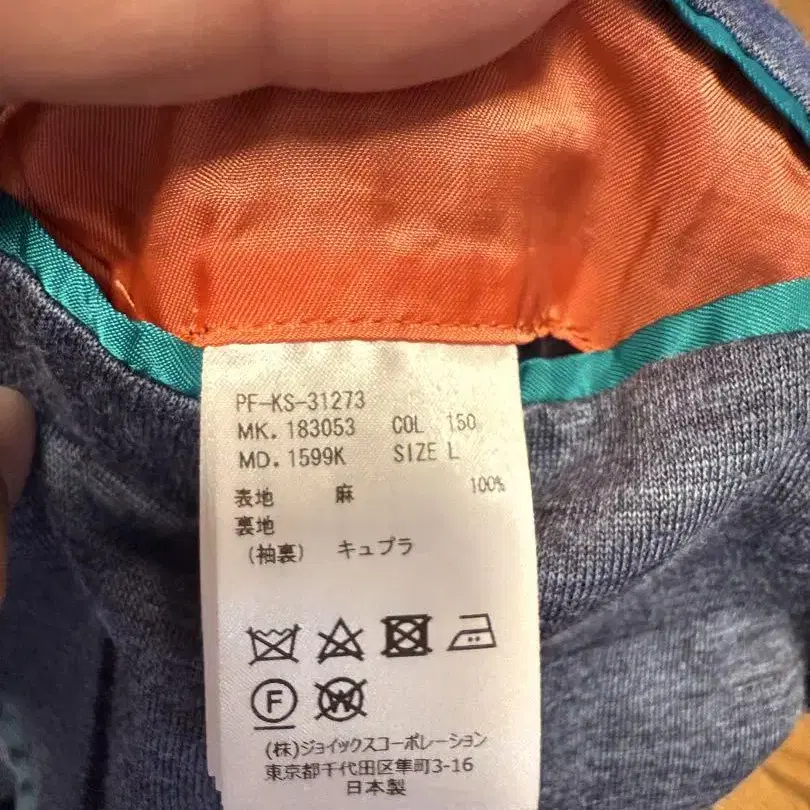 PF-KS-31273
MK. 183053 COL 150
MD. 1599K SIZE L
表地 麻 100%
裏地
(袖裏) キュプラ
F
W
(株)ジョイックスコーポレーション
東京都千代田区隼町3-16
日本製